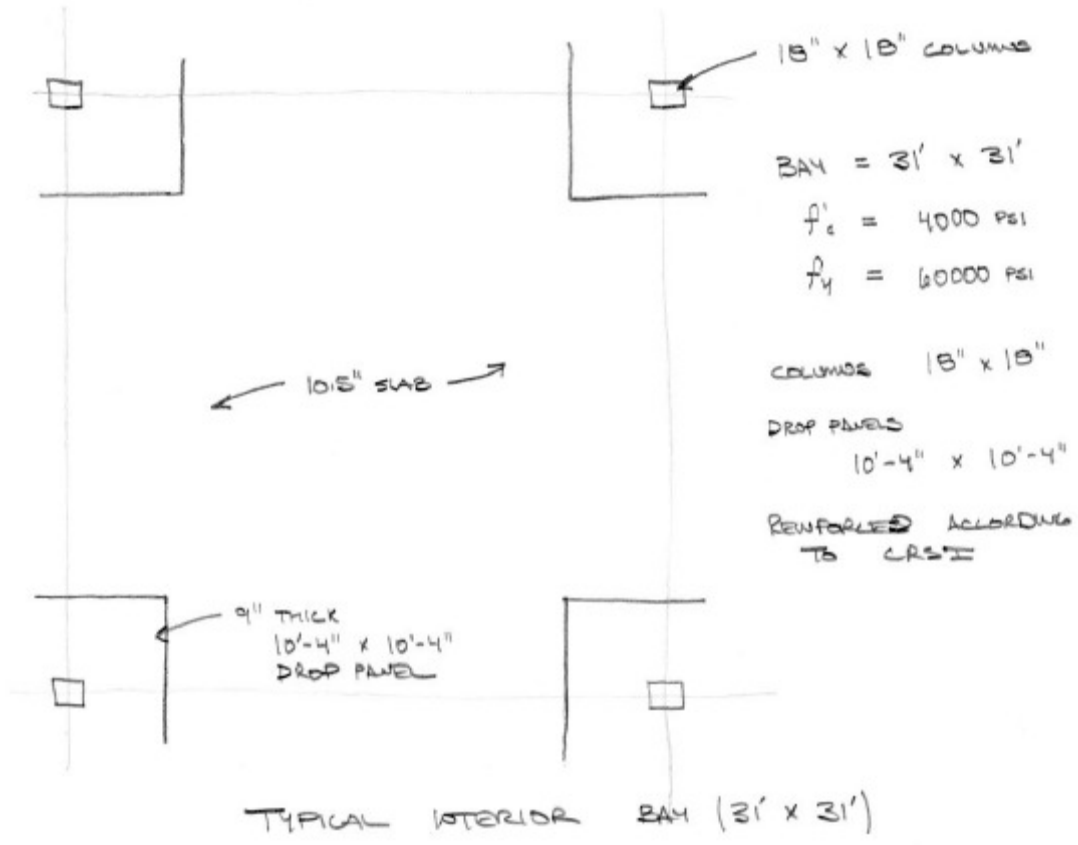 18" x 18" COLUMNS
BAY = 31' x 31'
f'c = 4000 PSI
fy = 60000 PSI
10.5" SLAB
COLUMNS 18" x 18"
DROP PANELS
10'-4" x 10'-4"
REINFORCED ACCORDING
TO CRSI
9" THICK
10'-4" x 10'-4"
DROP PANEL
TYPICAL INTERIOR BAY (31' x 31')